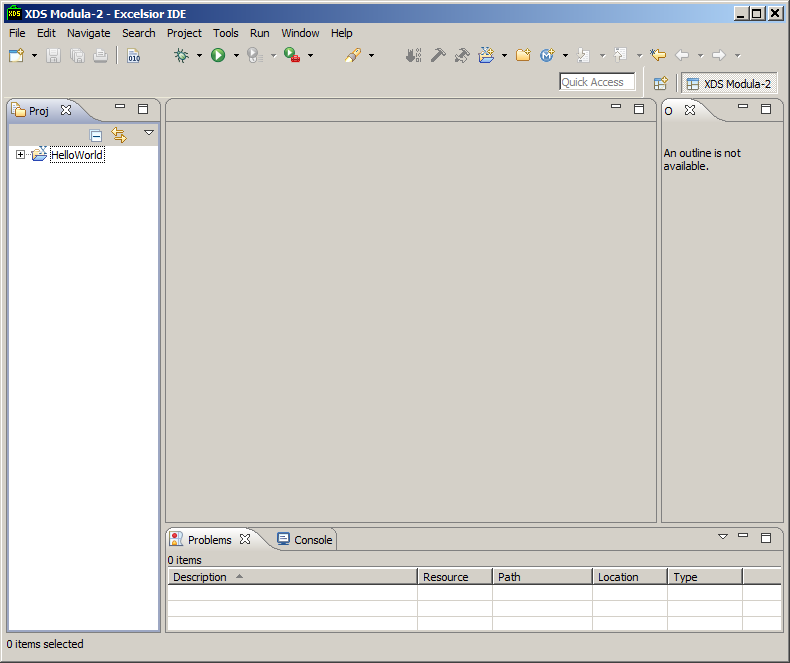 XDS Modula-2 - Excelsior IDE
File Edit Navigate Search Project Tools Run Window Help
010
Quick Access
XDS Modula-2
Proj
HelloWorld
O
An outline is not
available.
Problems
Console
0 items
Description Resource Path Location Type
0 items selected